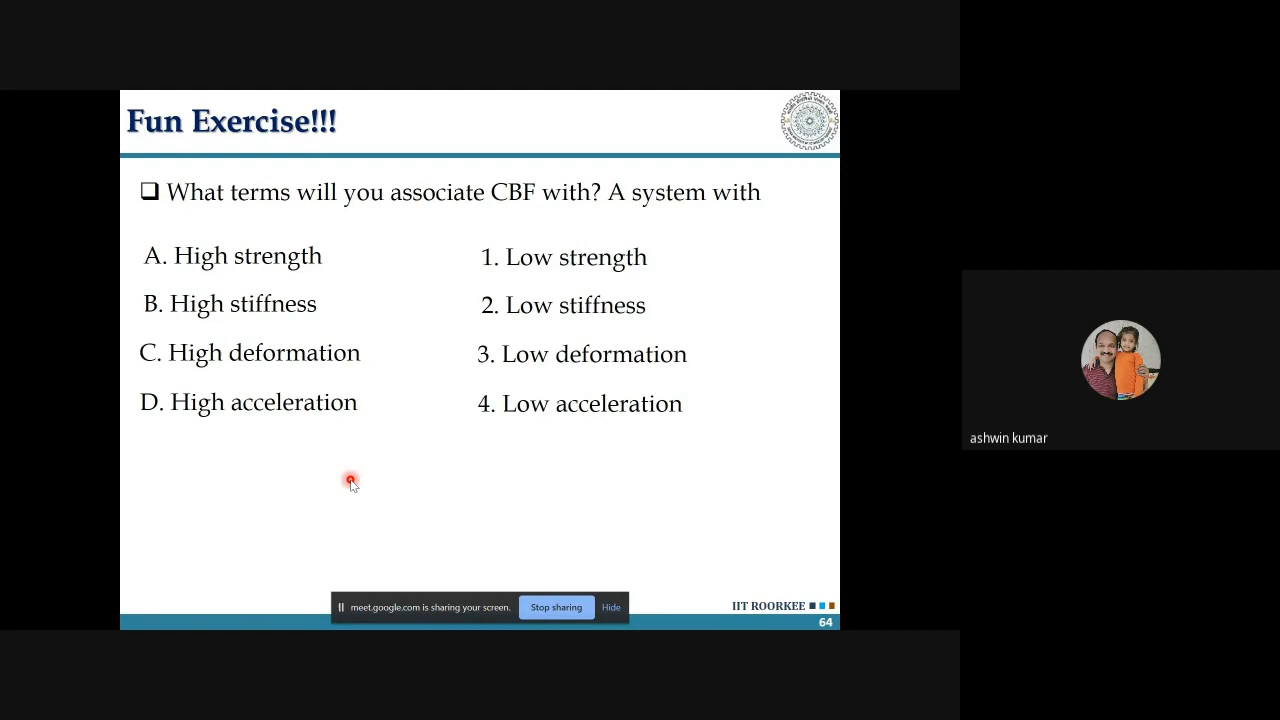 Fun Exercise!!!
❑ What terms will you associate CBF with? A system with
A. High strength
1. Low strength
B. High stiffness
2. Low stiffness
C. High deformation
3. Low deformation
D. High acceleration
4. Low acceleration
ashwin kumar
meet.google.com is sharing your screen. Stop sharing Hide
IIT ROORKEE
64